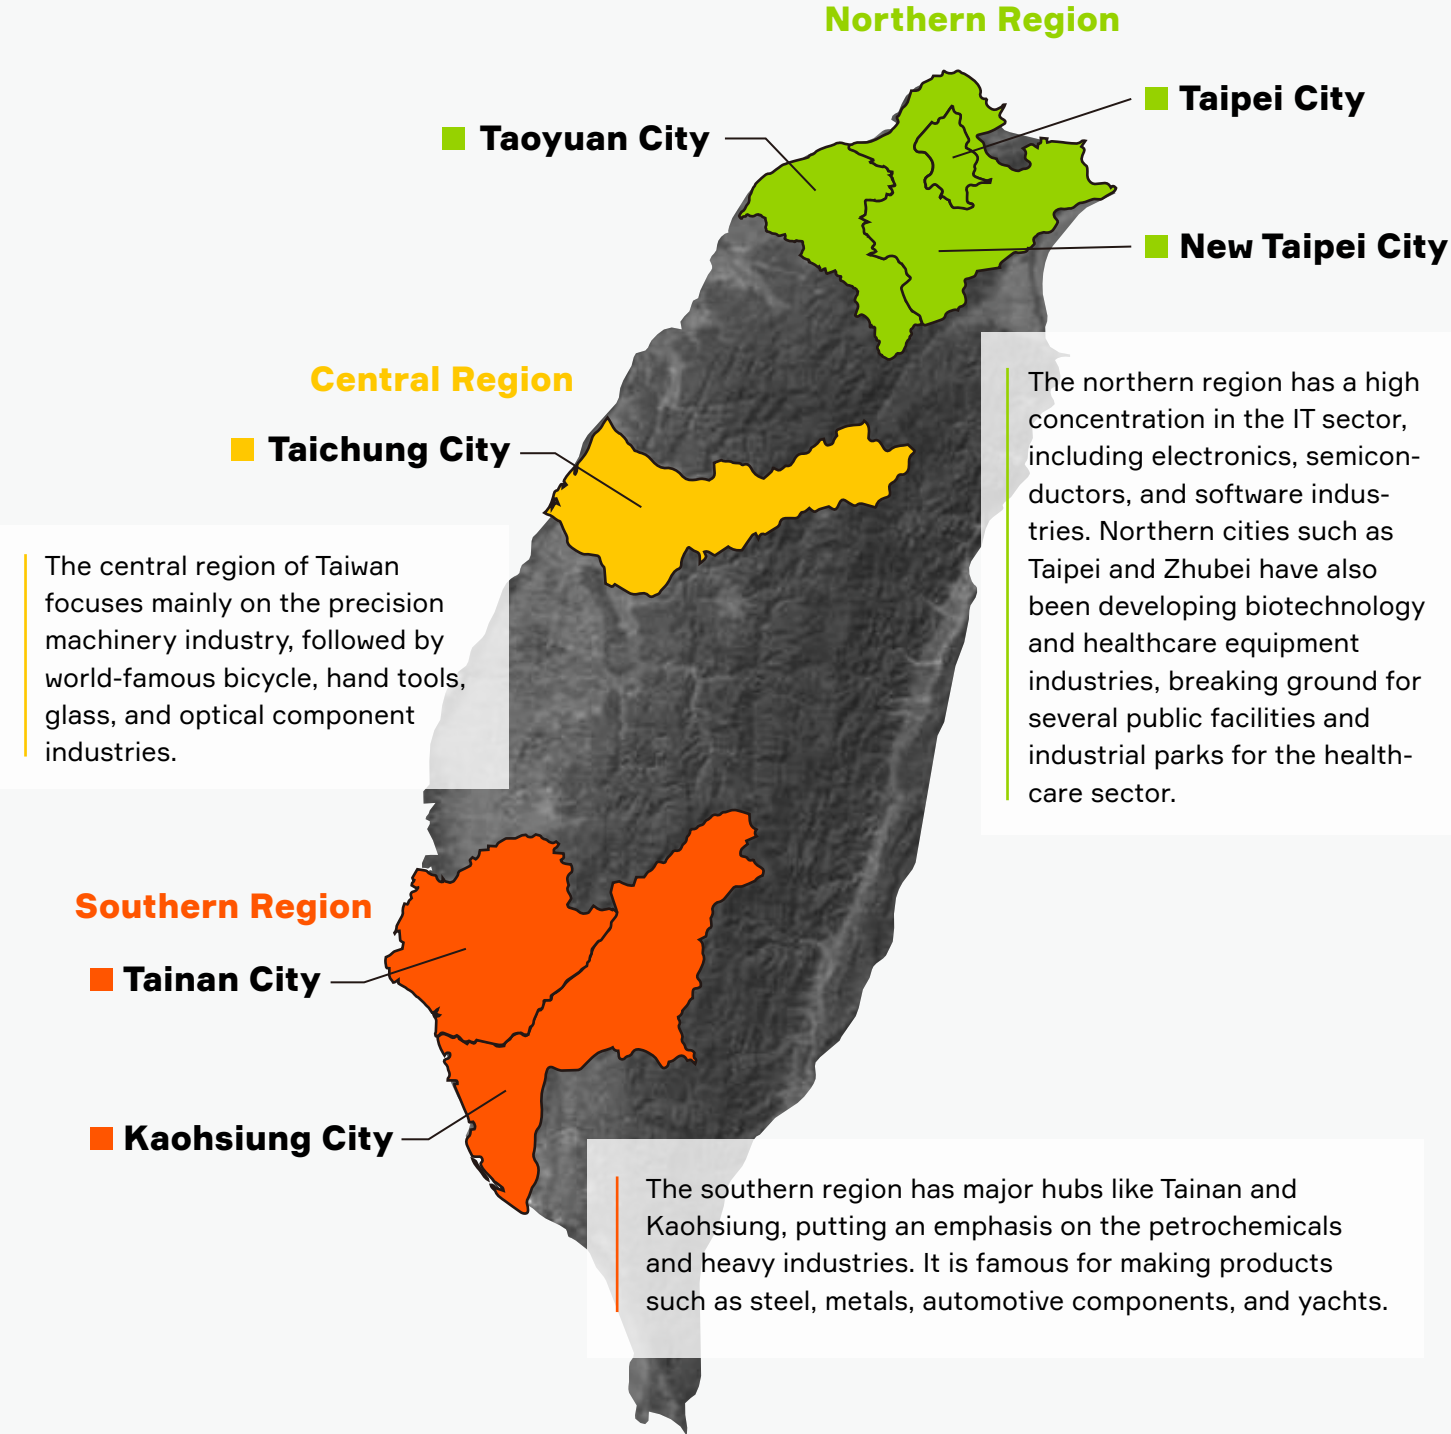 Northern Region
Taipei City
Taoyuan City
New Taipei City
The northern region has a high
concentration in the IT sector,
including electronics, semicon-
ductors, and software indus-
tries. Northern cities such as
Taipei and Zhubei have also
been developing biotechnology
and healthcare equipment
industries, breaking ground for
several public facilities and
industrial parks for the health-
care sector.
Central Region
Taichung City
The central region of Taiwan
focuses mainly on the precision
machinery industry, followed by
world-famous bicycle, hand tools,
glass, and optical component
industries.
Southern Region
Tainan City
Kaohsiung City
The southern region has major hubs like Tainan and
Kaohsiung, putting an emphasis on the petrochemicals
and heavy industries. It is famous for making products
such as steel, metals, automotive components, and yachts.